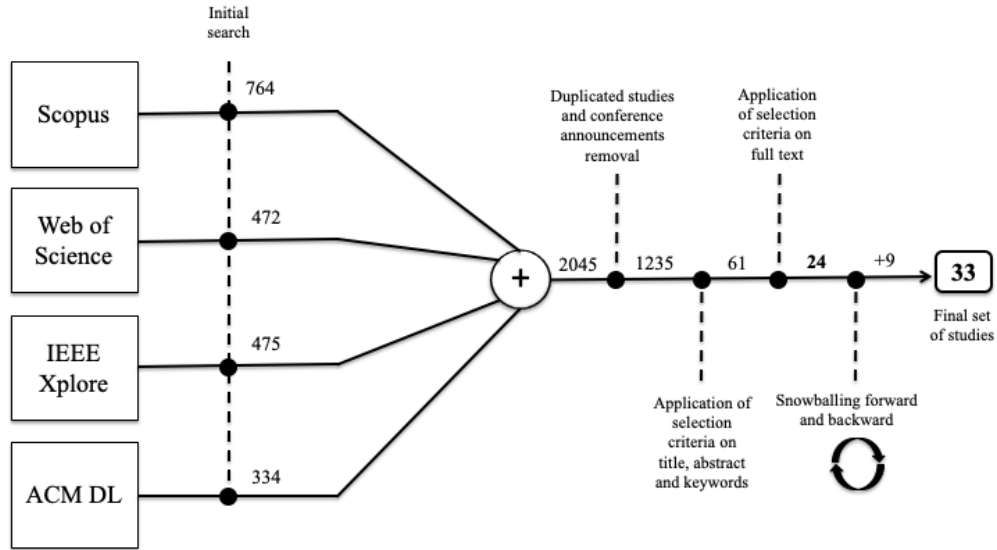 Initial
search
Scopus
764
Web of
Science
472
IEEE
Xplore
475
ACM DL
334
+
2045
Duplicated studies
and conference
announcements
removal
1235
Application of
selection
criteria on
title, abstract
and keywords
61
Application
of selection
criteria on
full text
24
Snowballing forward
and backward
+9
33
Final set
of studies